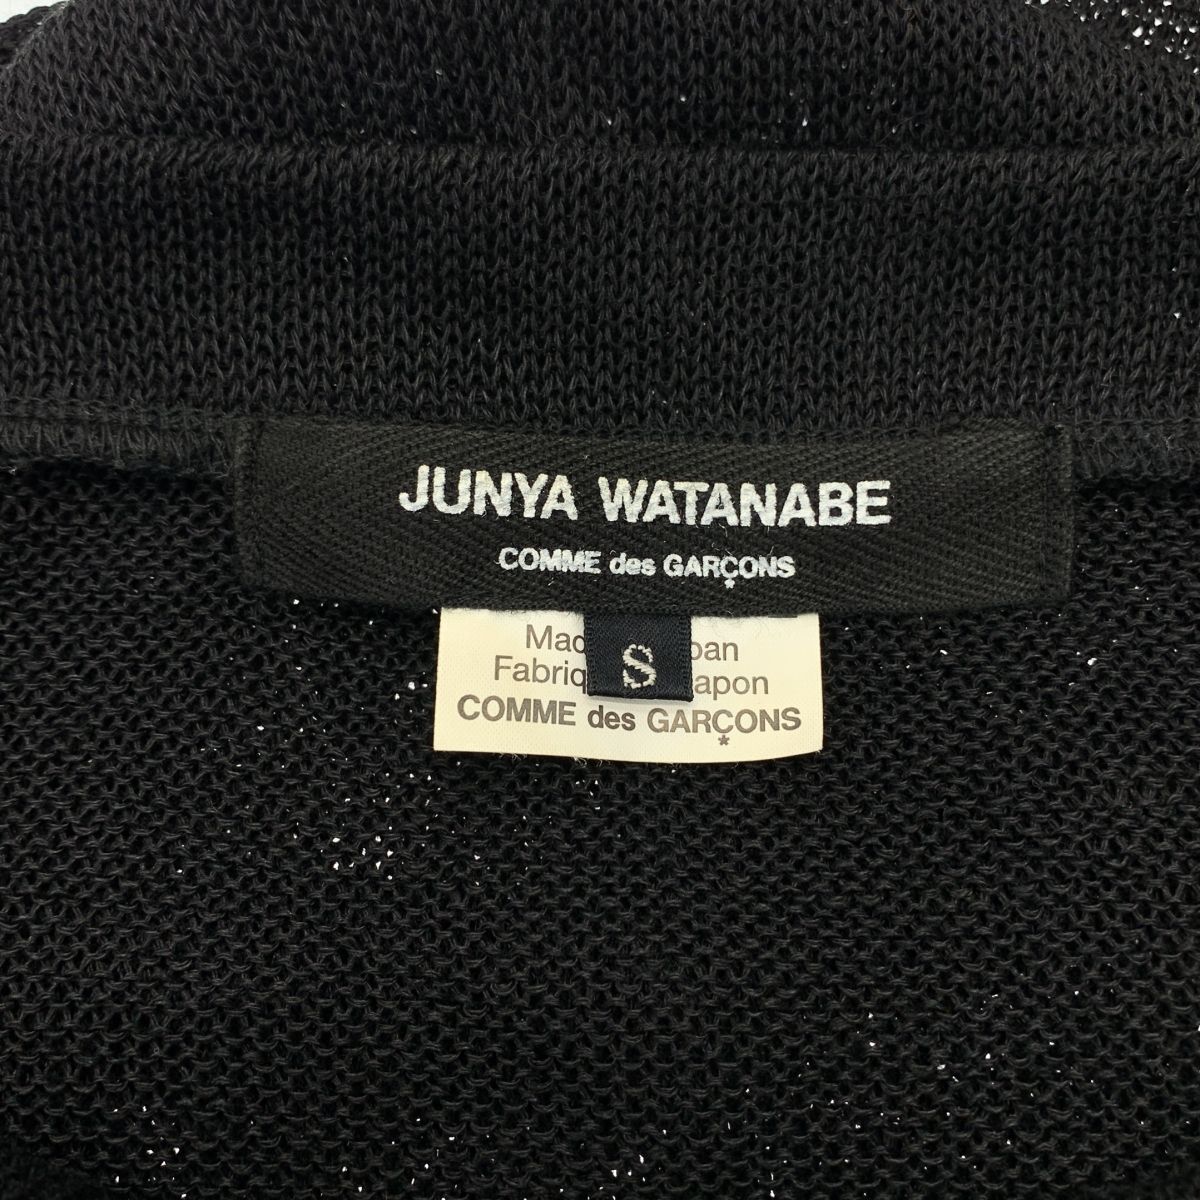 JUNYA WATANABE
COMME des GARÇONS
S
COMME des GARÇONS
*